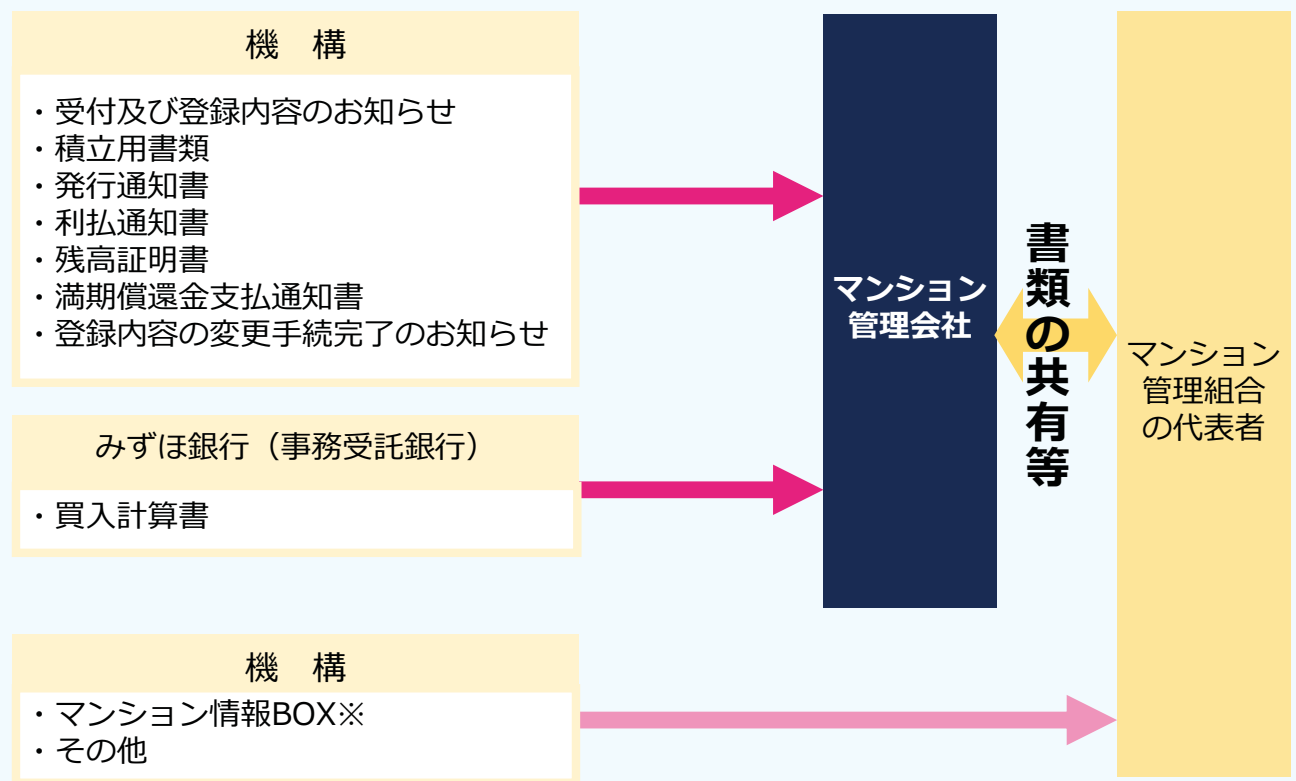 機　構
・受付及び登録内容のお知らせ
・積立用書類
・発行通知書
・利払通知書
・残高証明書
・満期償還金支払通知書
・登録内容の変更手続完了のお知らせ
みずほ銀行（事務受託銀行）
・買入計算書
機　構
・マンション情報BOX※
・その他
マンション
管理会社
書類の共有等
マンション
管理組合
の代表者